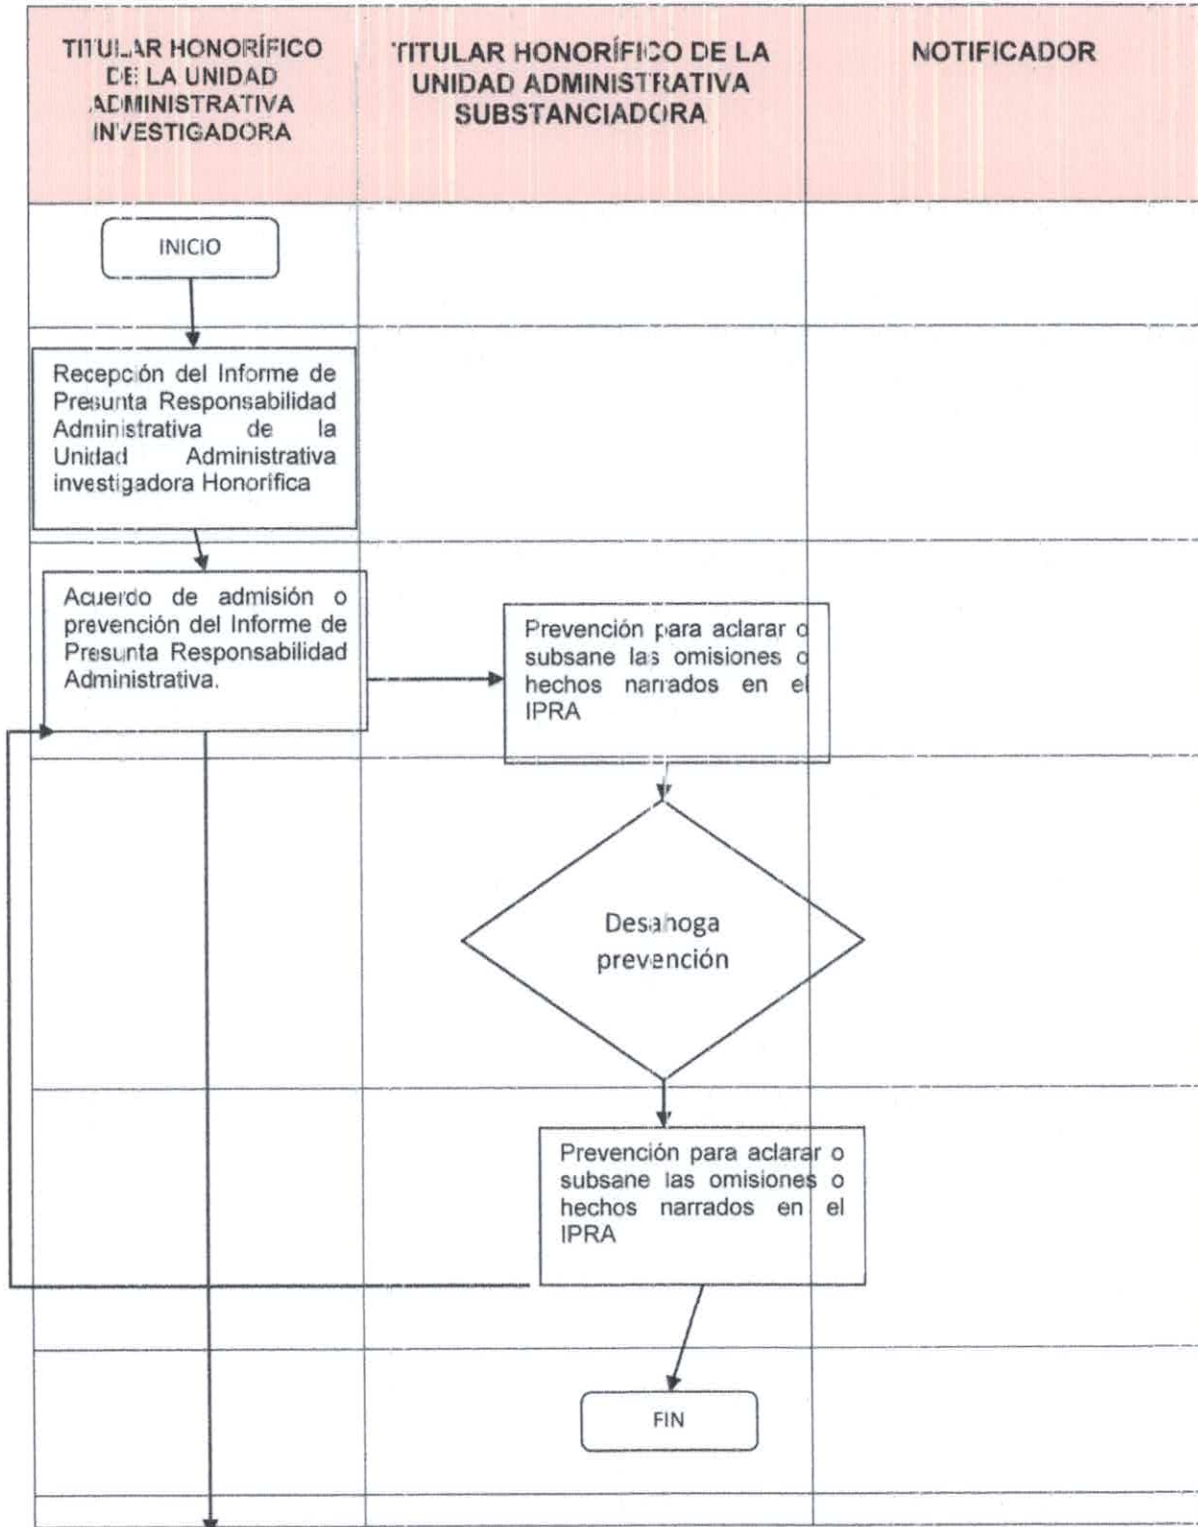 TITULAR HONORÍFICO
DE LA UNIDAD
ADMINISTRATIVA
INVESTIGADORA
TITULAR HONORÍFICO DE LA
UNIDAD ADMINISTRATIVA
SUBSTANCIADORA
NOTIFICADOR
INICIO
Recepción del Informe de
Presunta Responsabilidad
Administrativa de la
Unidad Administrativa
investigadora Honorifica
Acuerdo de admisión o
prevención del Informe de
Presunta Responsabilidad
Administrativa.
Prevención para aclarar o
subsane las omisiones o
hechos narrados en el
IPRA
Desahoga
prevención
Prevención para aclarar o
subsane las omisiones o
hechos narrados en el
IPRA
FIN